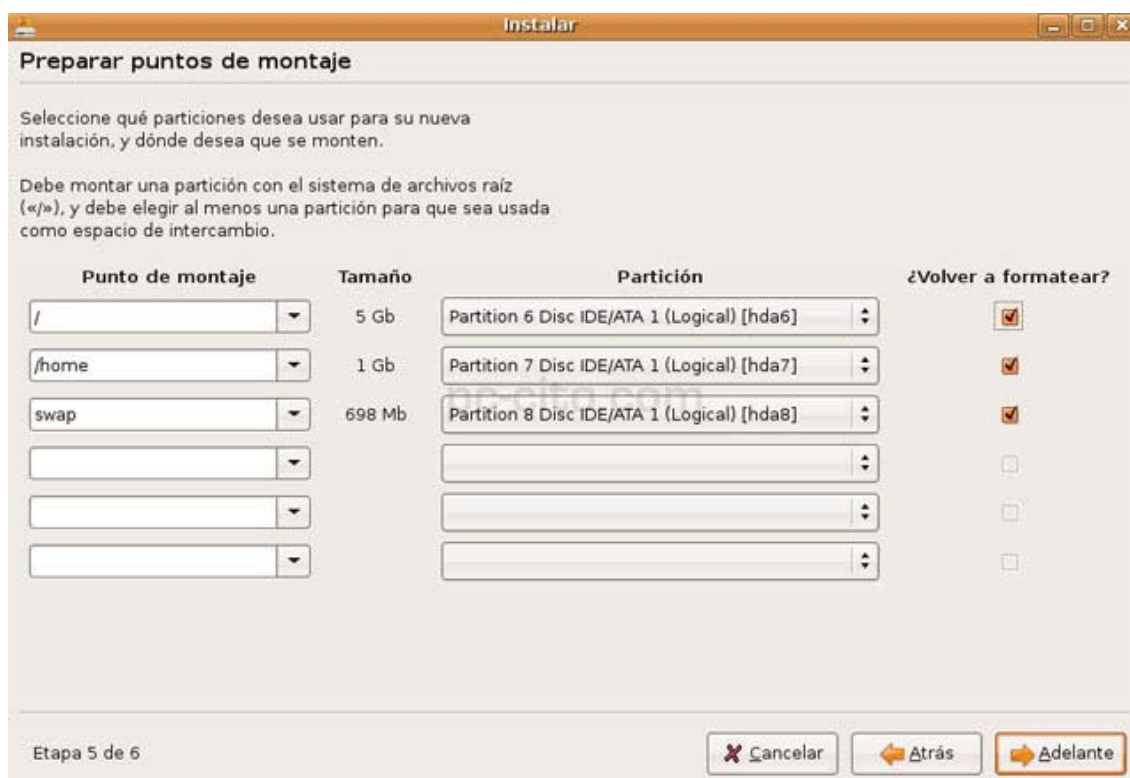 Instalar
Preparar puntos de montaje
Seleccione qué particiones desea usar para su nueva
instalación, y dónde desea que se monten.
Debe montar una partición con el sistema de archivos raíz
(«/»), y debe elegir al menos una partición para que sea usada
como espacio de intercambio.
Punto de montaje Tamaño Partición ¿Volver a formatear?
/ 5 Gb Partition 6 Disc IDE/ATA 1 (Logical) [hda6]
/home 1 Gb Partition 7 Disc IDE/ATA 1 (Logical) [hda7]
pc-cito.com
swap 698 Mb Partition 8 Disc IDE/ATA 1 (Logical) [hda8]
Etapa 5 de 6 Cancelar Atrás Adelante